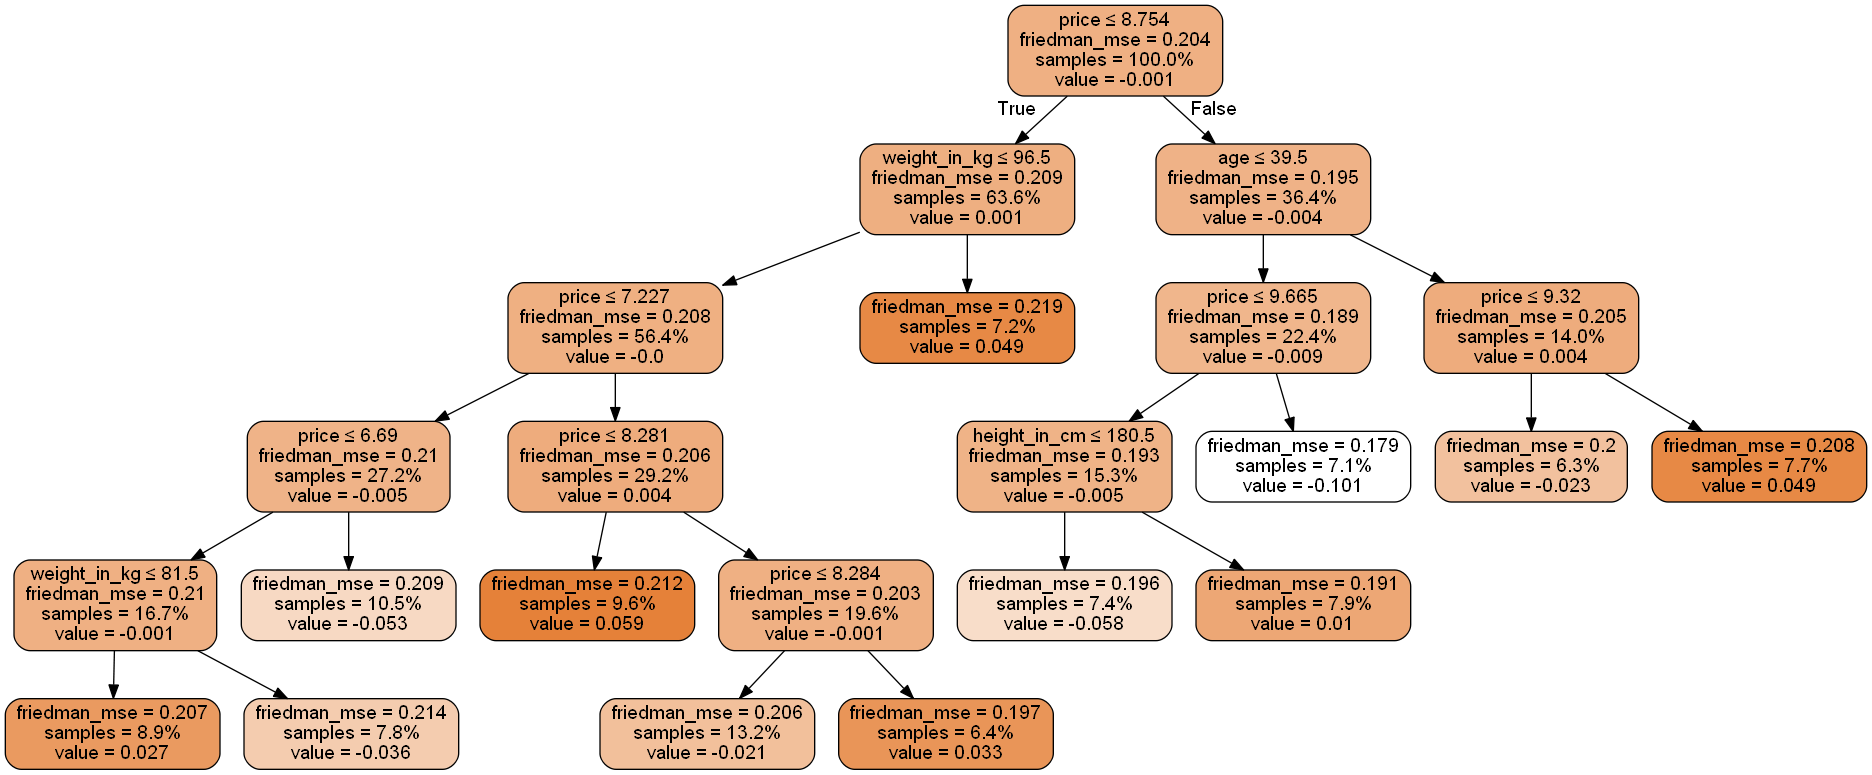 price ≤ 8.754
friedman_mse = 0.204
samples = 100.0%
value = -0.001
True
False
weight_in_kg ≤ 96.5
friedman_mse = 0.209
samples = 63.6%
value = 0.001
age ≤ 39.5
friedman_mse = 0.195
samples = 36.4%
value = -0.004
price ≤ 7.227
friedman_mse = 0.208
samples = 56.4%
value = -0.0
friedman_mse = 0.219
samples = 7.2%
value = 0.049
price ≤ 9.665
friedman_mse = 0.189
samples = 22.4%
value = -0.009
price ≤ 9.32
friedman_mse = 0.205
samples = 14.0%
value = 0.004
price ≤ 6.69
friedman_mse = 0.21
samples = 27.2%
value = -0.005
price ≤ 8.281
friedman_mse = 0.206
samples = 29.2%
value = 0.004
height_in_cm ≤ 180.5
friedman_mse = 0.193
samples = 15.3%
value = -0.005
friedman_mse = 0.179
samples = 7.1%
value = -0.101
friedman_mse = 0.2
samples = 6.3%
value = -0.023
friedman_mse = 0.208
samples = 7.7%
value = 0.049
weight_in_kg ≤ 81.5
friedman_mse = 0.21
samples = 16.7%
value = -0.001
friedman_mse = 0.209
samples = 10.5%
value = -0.053
friedman_mse = 0.212
samples = 9.6%
value = 0.059
price ≤ 8.284
friedman_mse = 0.203
samples = 19.6%
value = -0.001
friedman_mse = 0.196
samples = 7.4%
value = -0.058
friedman_mse = 0.191
samples = 7.9%
value = 0.01
friedman_mse = 0.207
samples = 8.9%
value = 0.027
friedman_mse = 0.214
samples = 7.8%
value = -0.036
friedman_mse = 0.206
samples = 13.2%
value = -0.021
friedman_mse = 0.197
samples = 6.4%
value = 0.033